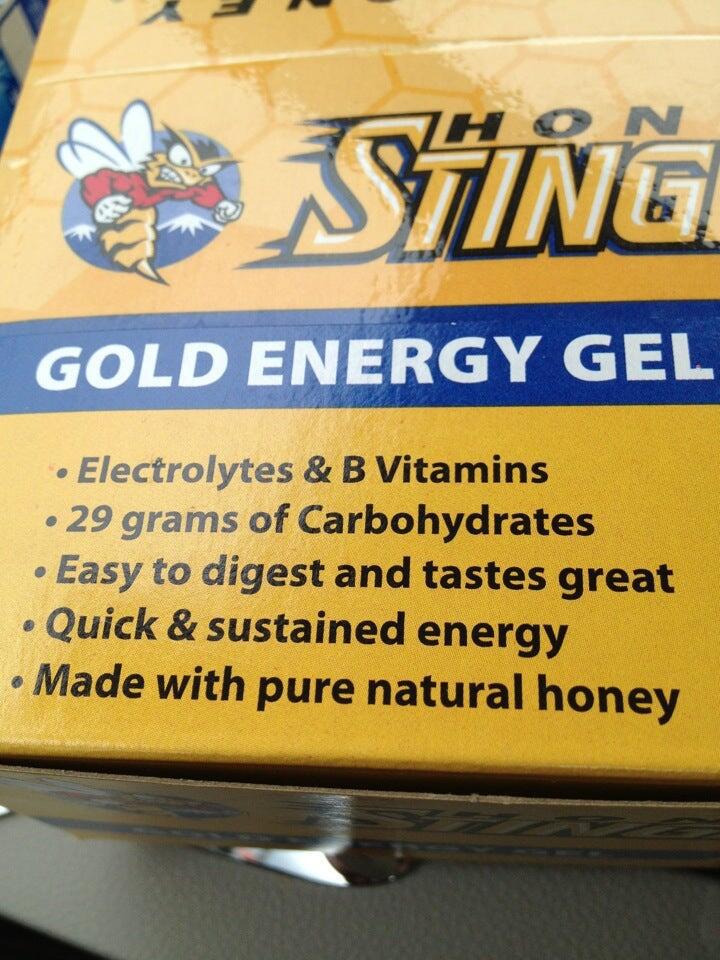 HON
STING
GOLD ENERGY GEL
• Electrolytes & B Vitamins
• 29 grams of Carbohydrates
• Easy to digest and tastes great
• Quick & sustained energy
• Made with pure natural honey